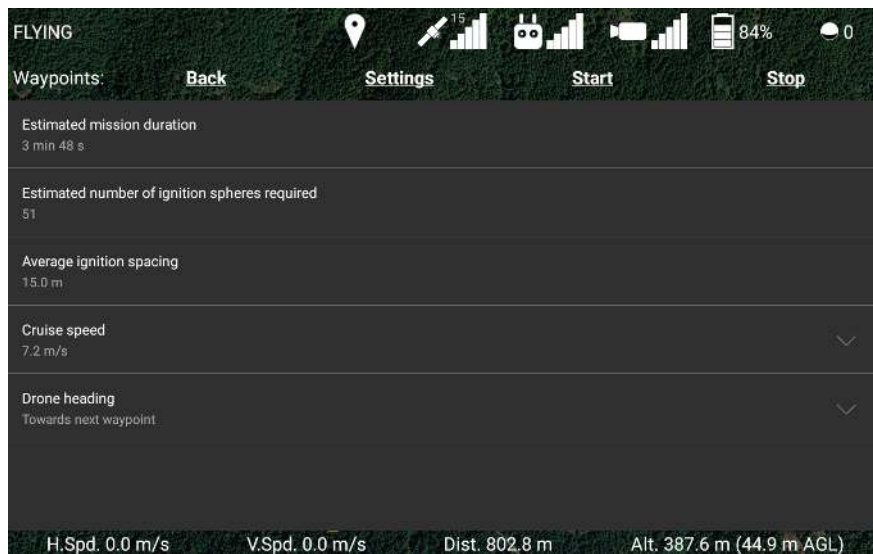 FLYING 15 84% 0
Waypoints: Back Settings Start Stop
Estimated mission duration
3 min 48 s
Estimated number of ignition spheres required
51
Average ignition spacing
15.0 m
Cruise speed
7.2 m/s
Drone heading
Towards next waypoint
H.Spd. 0.0 m/s V.Spd. 0.0 m/s Dist. 802.8 m Alt. 387.6 m (44.9 m AGL)